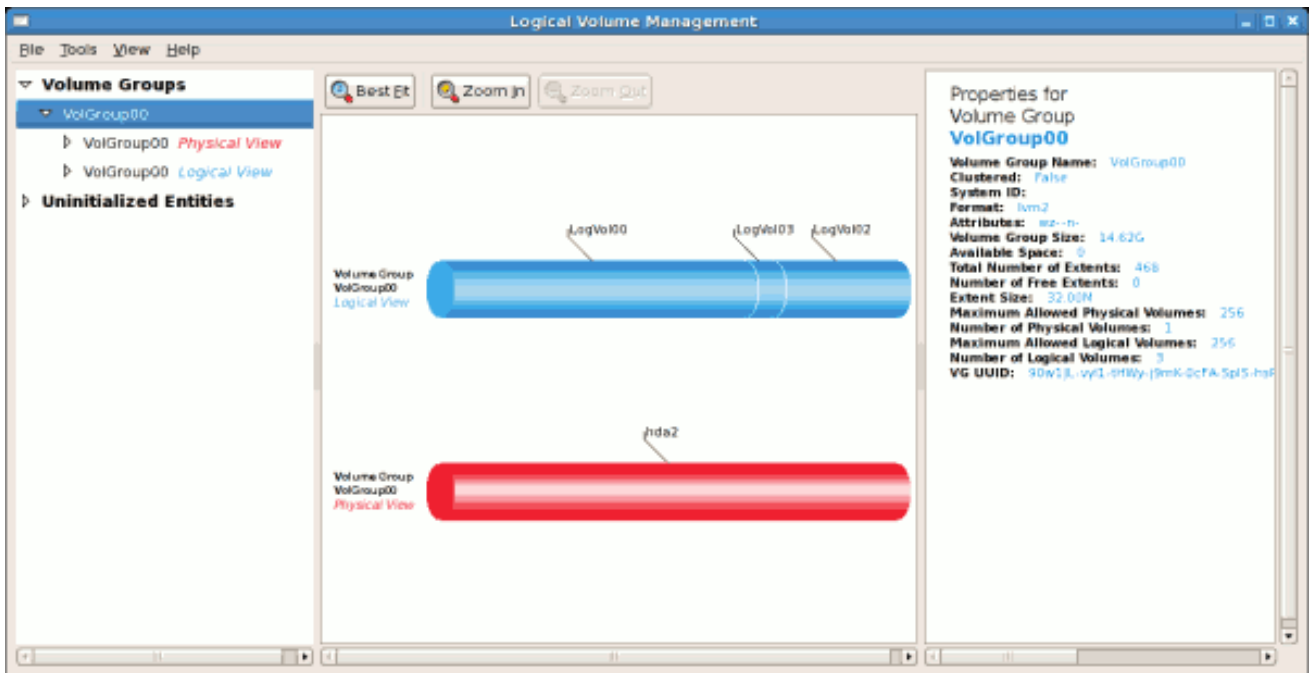 Logical Volume Management
File Tools View Help
Volume Groups
VolGroup00
VolGroup00 Physical View
VolGroup00 Logical View
Uninitialized Entities
Best Fit Zoom In Zoom Out
LogVol00 LogVol03 LogVol02
Volume Group
VolGroup00
Logical View
hda2
Volume Group
VolGroup00
Physical View
Properties for
Volume Group
VolGroup00
Volume Group Name: VolGroup00
Clustered: False
System ID:
Format: lvm2
Attributes: wz--n-
Volume Group Size: 14.62G
Available Space: 0
Total Number of Extents: 468
Number of Free Extents: 0
Extent Size: 32.00M
Maximum Allowed Physical Volumes: 256
Number of Physical Volumes: 1
Maximum Allowed Logical Volumes: 256
Number of Logical Volumes: 3
VG UUID: